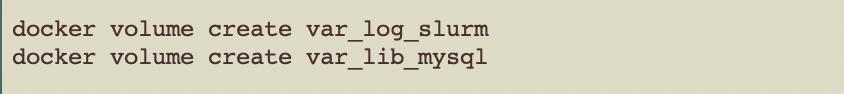 docker volume create var_log_slurm
docker volume create var_lib_mysql